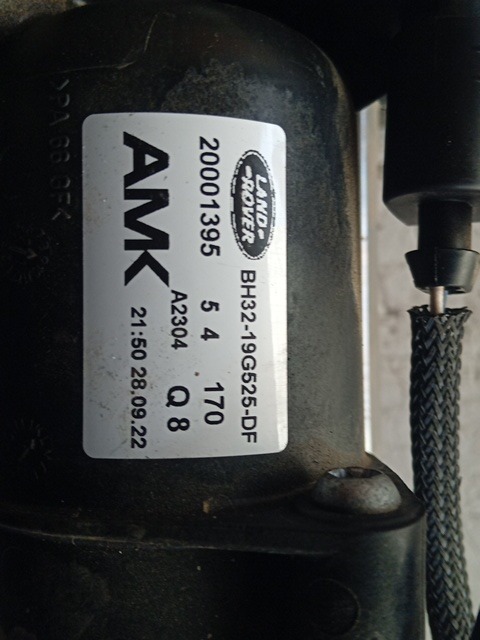 LAND-
ROVER
BH32-19G525-DF
20001395 5 4 170
A2304 Q 8
AMK 21:50 28.09.22